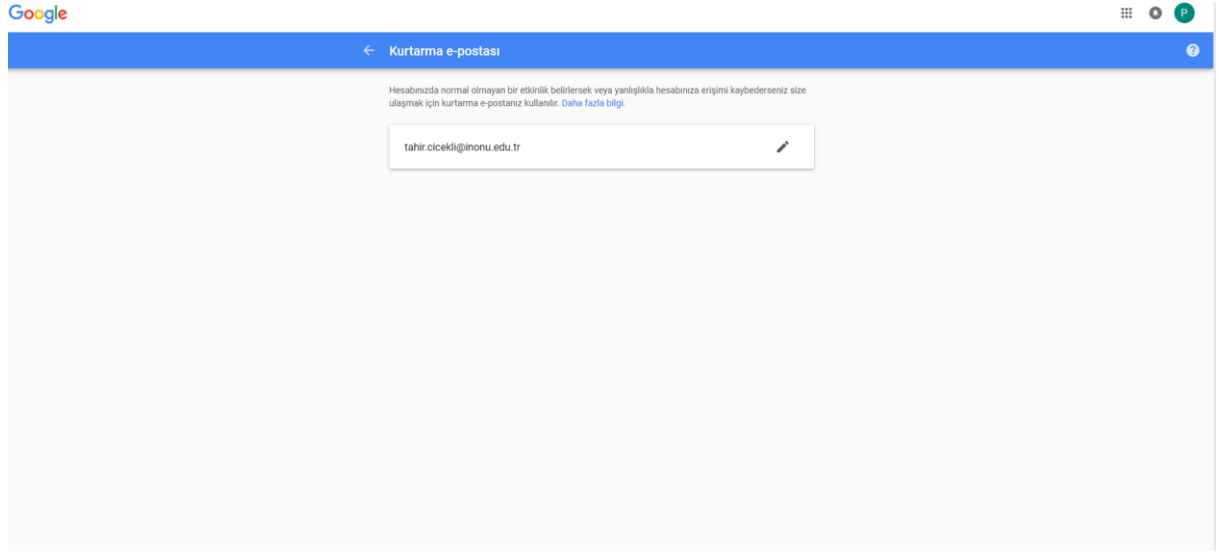 Google
P
Kurtarma e-postası
?
Hesabınızda normal olmayan bir etkinlik belirlersek veya yanlışlıkla hesabınıza erişimi kaybederseniz size
ulaşmak için kurtarma e-postanız kullanılır. Daha fazla bilgi.
tahir.cicekli@inonu.edu.tr